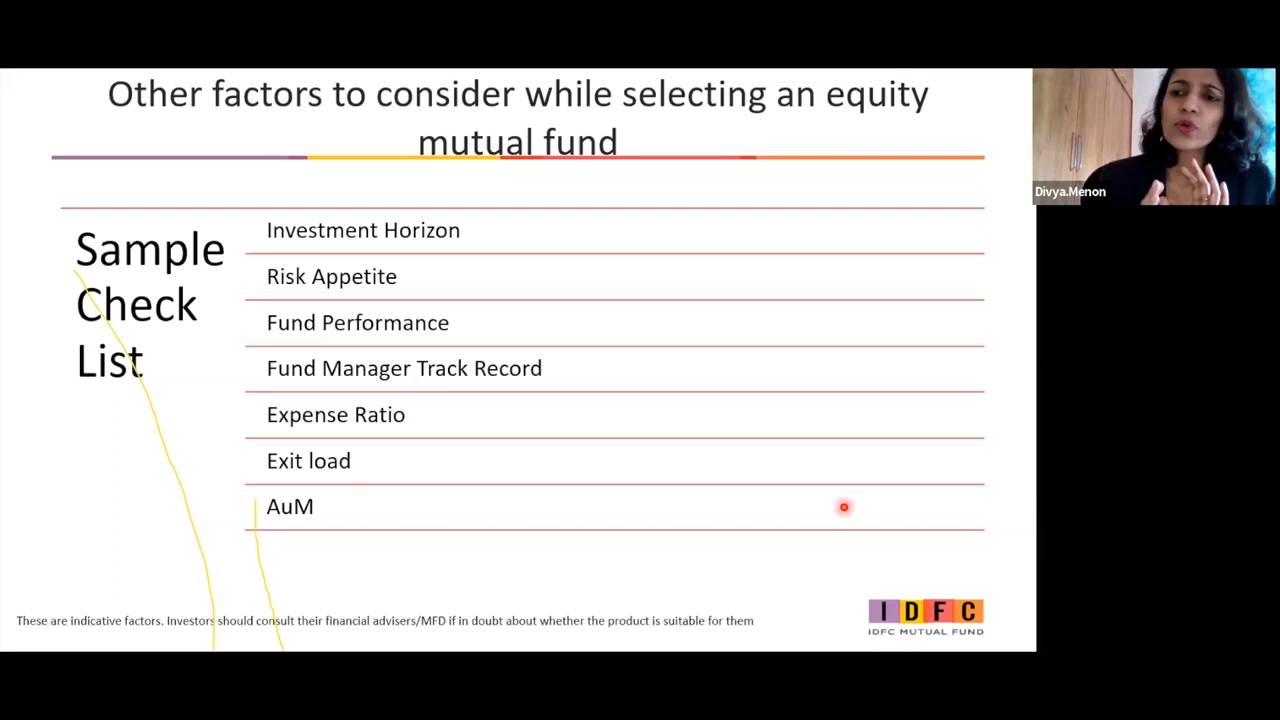 Other factors to consider while selecting an equity
mutual fund
Divya.Menon
Sample
Check
List
Investment Horizon
Risk Appetite
Fund Performance
Fund Manager Track Record
Expense Ratio
Exit load
AuM
These are indicative factors. Investors should consult their financial advisers/MFD if in doubt about whether the product is suitable for them
IDFC
IDFC MUTUAL FUND